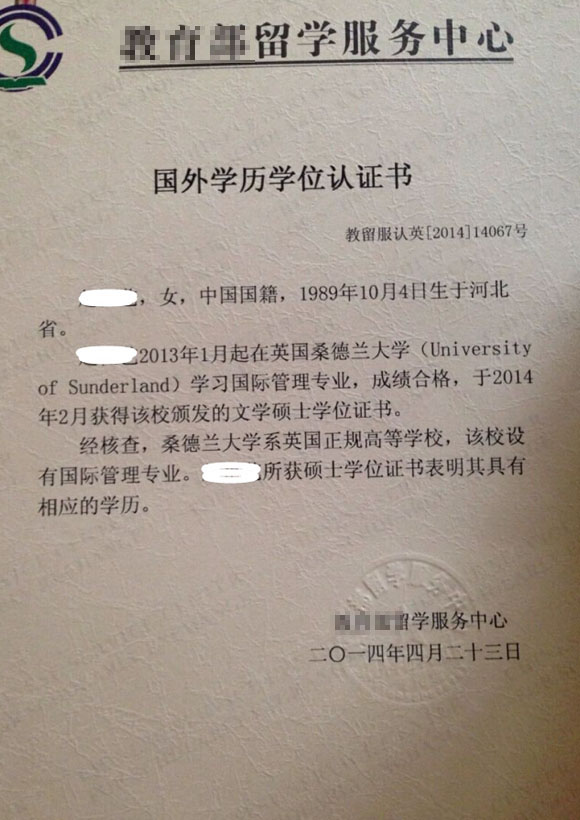 教育部留学服务中心
国外学历学位认证书
教留服认英[2014]14067号
，女，中国国籍，1989年10月4日生于河北
省。
2013年1月起在英国桑德兰大学（University
of Sunderland）学习国际管理专业，成绩合格，于2014
年2月获得该校颁发的文学硕士学位证书。
经核查，桑德兰大学系英国正规高等学校，该校设
有国际管理专业。所获硕士学位证书表明其具有
相应的学历。
留学服务中心
二〇一四年四月二十三日